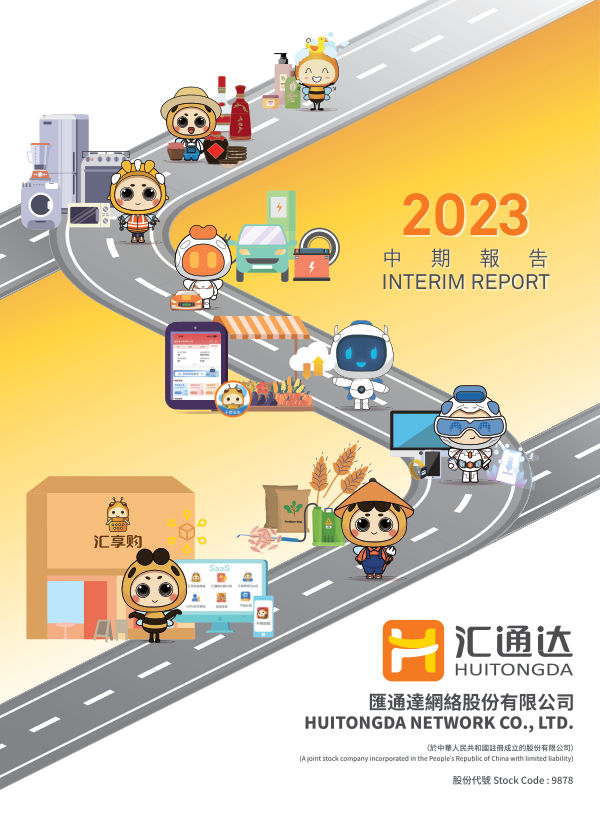 2023
中期報告
INTERIM REPORT
汇享购
SaaS
汇通达
HUITONGDA
匯通達網絡股份有限公司
HUITONGDA NETWORK CO., LTD.
(於中華人民共和國註冊成立的股份有限公司)
(A joint stock company incorporated in the People's Republic of China with limited liability)
股份代號 Stock Code : 9878